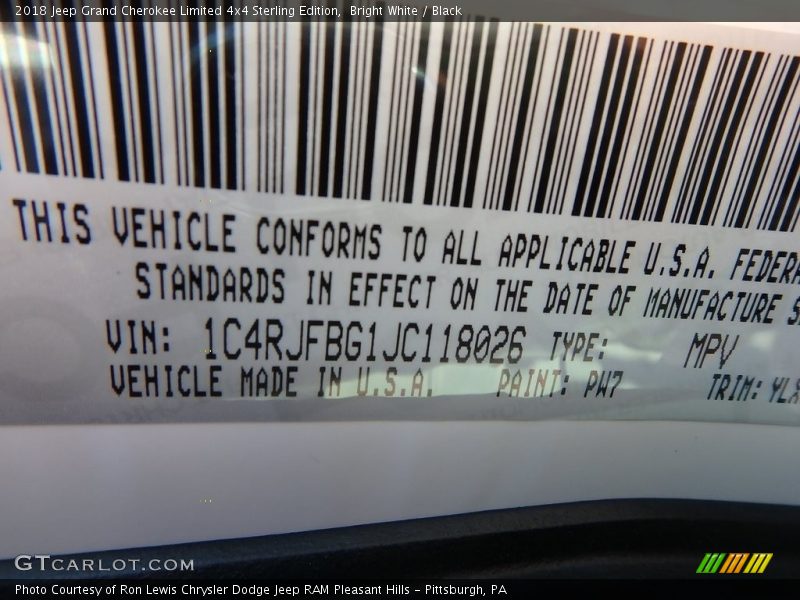 2018 Jeep Grand Cherokee Limited 4x4 Sterling Edition,  Bright White / Black
THIS VEHICLE CONFORMS TO ALL APPLICABLE U.S.A. FEDERA
STANDARDS IN EFFECT ON THE DATE OF MANUFACTURE S
VIN: 1C4RJFBG1JC118026 TYPE: MPV
VEHICLE MADE IN U.S.A. PAINT: PW7 TRIM: YLX
GTCARLOT.COM
Photo Courtesy of Ron Lewis Chrysler Dodge Jeep RAM Pleasant Hills - Pittsburgh, PA